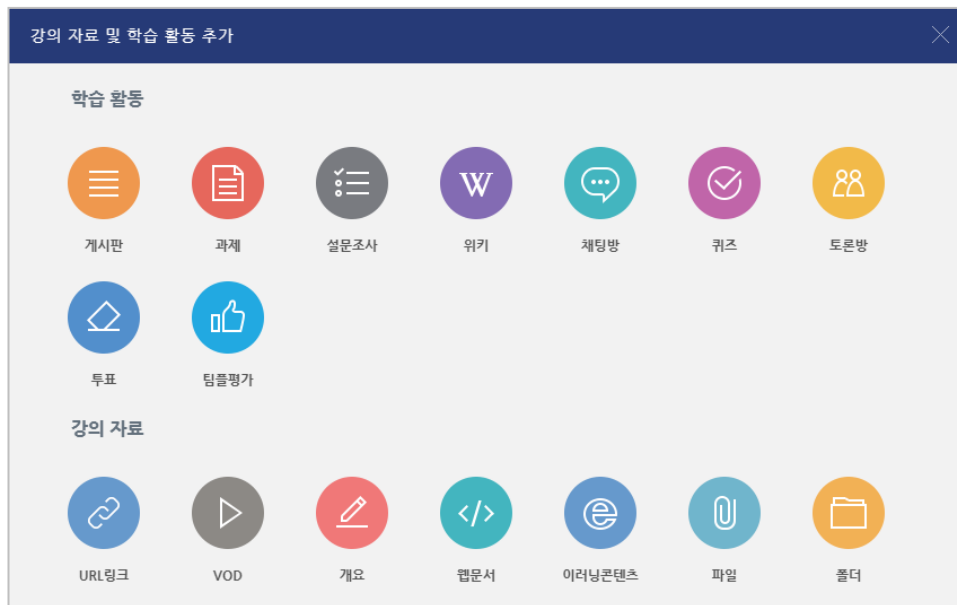 강의 자료 및 학습 활동 추가
학습 활동
W
게시판 과제 설문조사 위키 채팅방 퀴즈 토론방
투표 팀플평가
강의 자료
</> e
URL링크 VOD 개요 웹문서 이러닝콘텐츠 파일 폴더